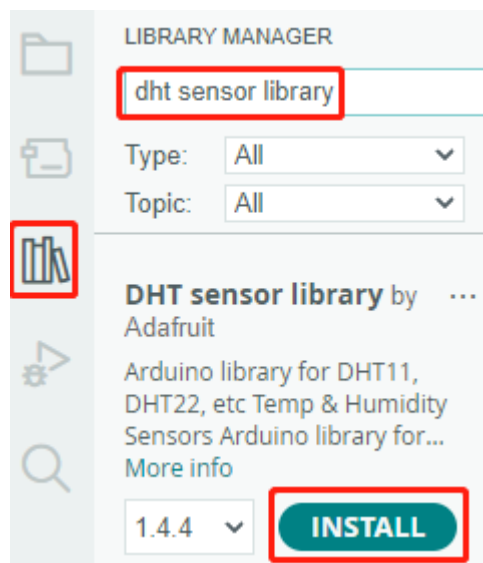 LIBRARY MANAGER
dht sensor library
Type: All
Topic: All
DHT sensor library by ...
Adafruit
Arduino library for DHT11,
DHT22, etc Temp & Humidity
Sensors Arduino library for...
More info
1.4.4 INSTALL